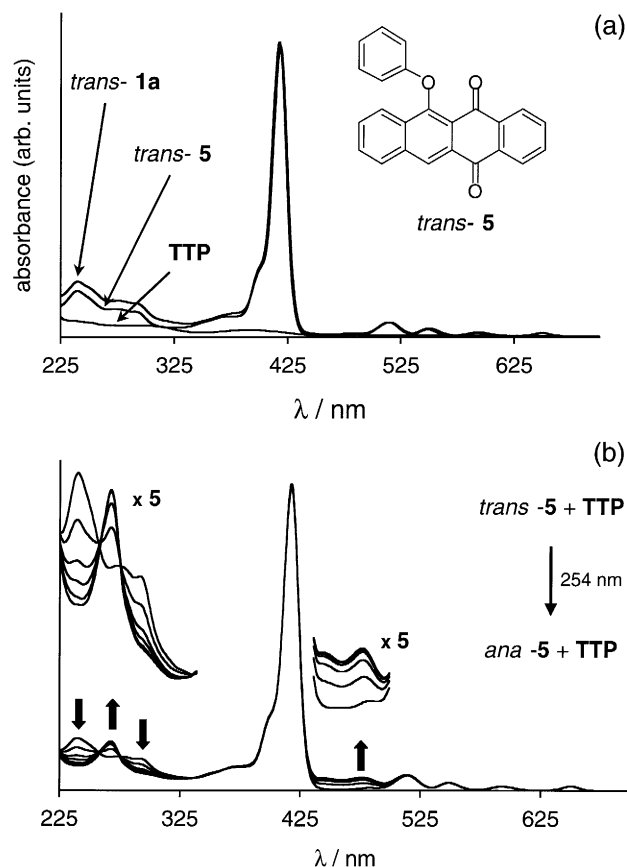 (a)
absorbance (arb. units)
trans- 1a
trans- 5
TTP
O
O
O
trans- 5
225
325
425
525
625
λ / nm
(b)
x 5
x 5
trans -5 + TTP
254 nm
ana -5 + TTP
225
325
425
525
625
λ / nm